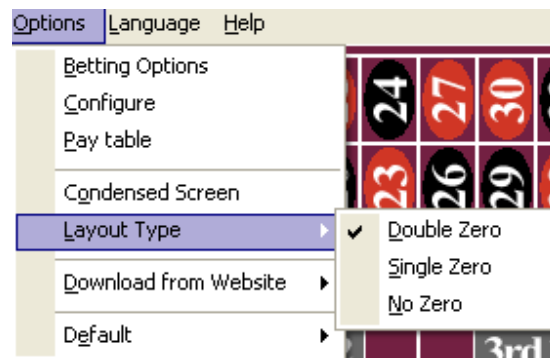 Options Language Help
Betting Options
Configure
Pay table
Condensed Screen
Layout Type
Download from Website
Default
Double Zero
Single Zero
No Zero
24 27 30
23 26 29
3rd